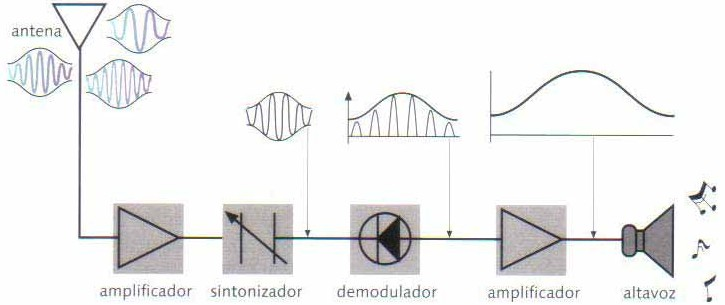 antena
amplificador
sintonizador
demodulador
amplificador
altavoz